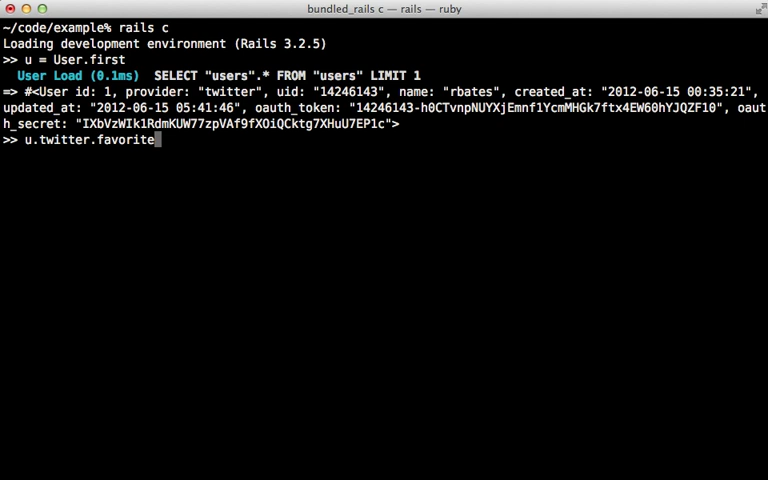 bundled_rails c — rails — ruby
~/code/example% rails c
Loading development environment (Rails 3.2.5)
>> u = User.first
  User Load (0.1ms)  SELECT "users".* FROM "users" LIMIT 1
=> #<User id: 1, provider: "twitter", uid: "14246143", name: "rbates", created_at: "2012-06-15 00:35:21",
updated_at: "2012-06-15 05:41:46", oauth_token: "14246143-h0CTvnpNUYXjEmnf1YcmMHGk7ftx4EW60hYJQZF10", oaut
h_secret: "IXbVzWIk1RdmKUW77zpVAf9fXOiQCktg7XHuU7EP1c">
>> u.twitter.favorite